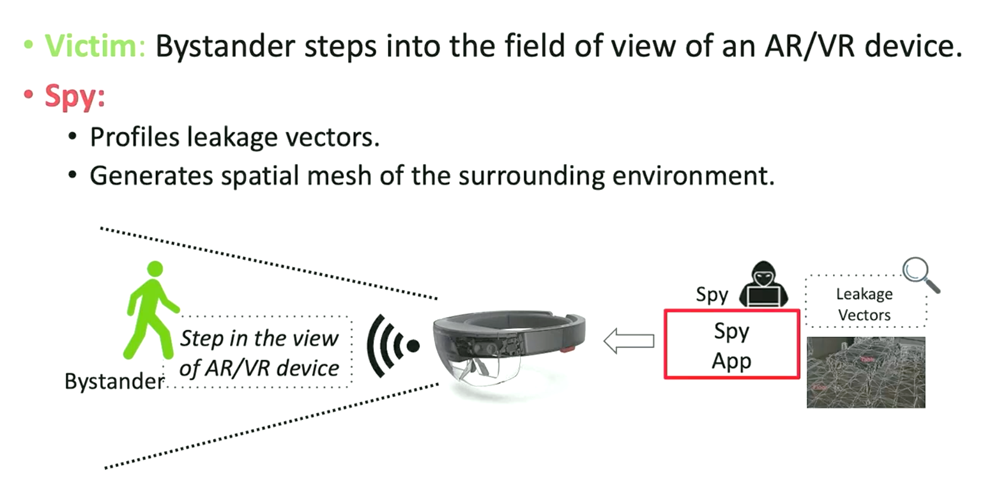 • Victim: Bystander steps into the field of view of an AR/VR device.
• Spy:
• Profiles leakage vectors.
• Generates spatial mesh of the surrounding environment.
Step in the view
of AR/VR device
Bystander
Spy
Spy
App
Leakage
Vectors
Table
Floor